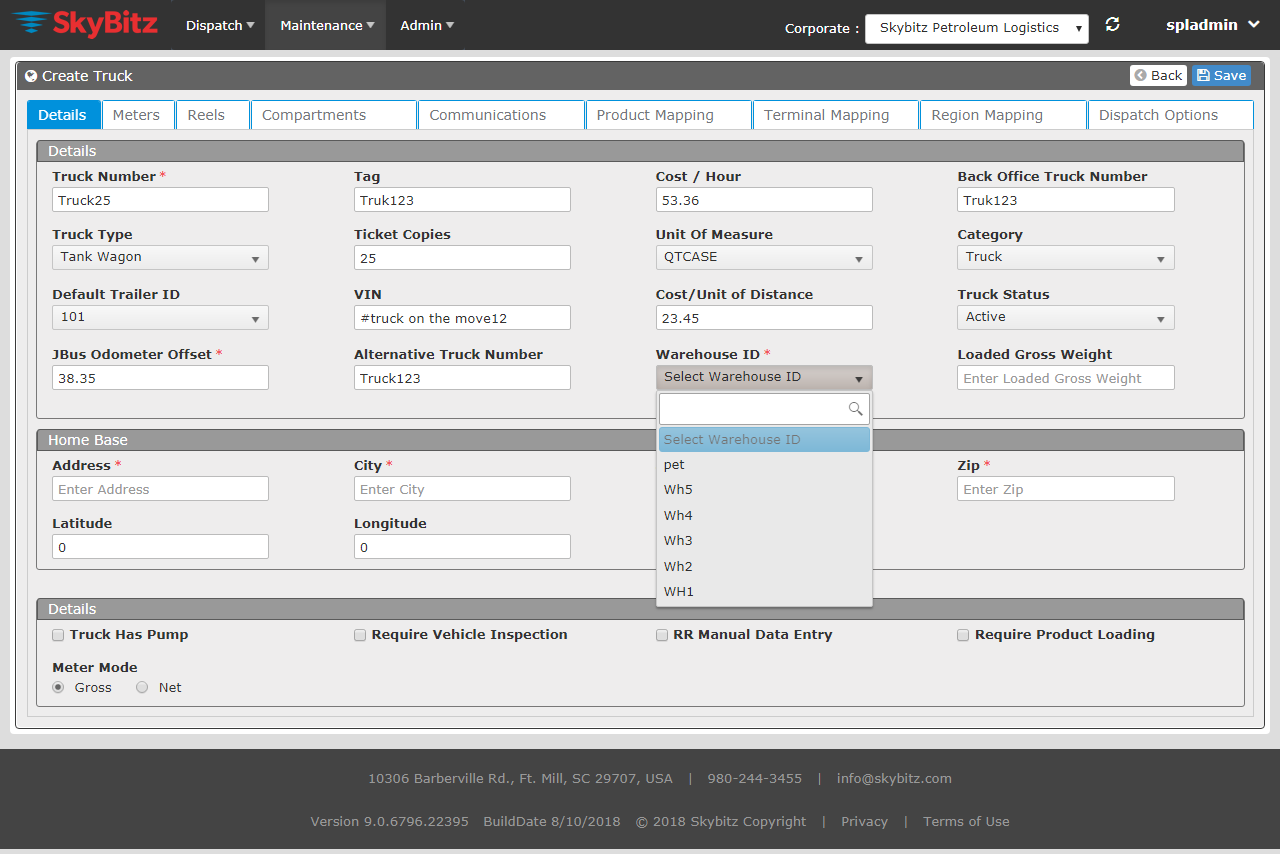 SkyBitz Dispatch Maintenance Admin Corporate : Skybitz Petroleum Logistics spladmin
Create Truck Back Save
Details Meters Reels Compartments Communications Product Mapping Terminal Mapping Region Mapping Dispatch Options
Details
Truck Number * Tag Cost / Hour Back Office Truck Number
Truck25 Truk123 53.36 Truk123
Truck Type Ticket Copies Unit Of Measure Category
Tank Wagon 25 QTCASE Truck
Default Trailer ID VIN Cost/Unit of Distance Truck Status
101 #truck on the move12 23.45 Active
JBus Odometer Offset * Alternative Truck Number Warehouse ID * Loaded Gross Weight
38.35 Truck123 Select Warehouse ID Enter Loaded Gross Weight
Home Base
Select Warehouse ID
Address * City * pet Zip *
Enter Address Enter City Wh5 Enter Zip
Wh4
Latitude Longitude
Wh3
0 0
Wh2
WH1
Details
Truck Has Pump Require Vehicle Inspection RR Manual Data Entry Require Product Loading
Meter Mode
Gross Net
10306 Barberville Rd., Ft. Mill, SC 29707, USA | 980-244-3455 | info@skybitz.com
Version 9.0.6796.22395 BuildDate 8/10/2018 © 2018 Skybitz Copyright | Privacy | Terms of Use